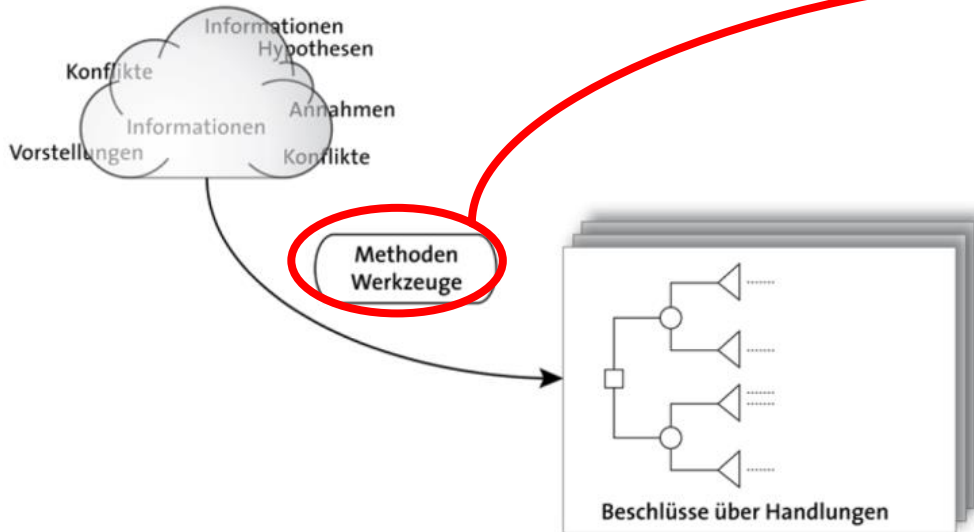 Informationen
Hypothesen
Konflikte
Annahmen
Informationen
Vorstellungen
Konflikte
Methoden
Werkzeuge
Beschlüsse über Handlungen